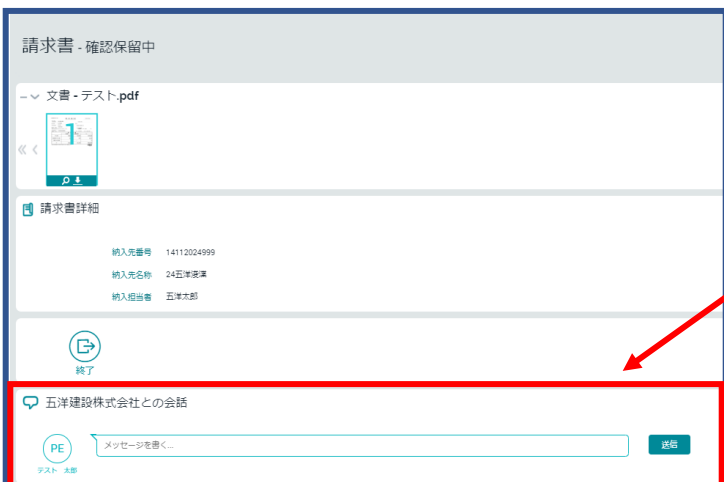 請求書 - 確認保留中
文書 - テスト.pdf
1
請求書詳細
納入先番号 14112024999
納入先名称 24五洋浚渫
納入担当者 五洋太郎
終了
五洋建設株式会社との会話
PE
メッセージを書く...
送信
テスト 太郎